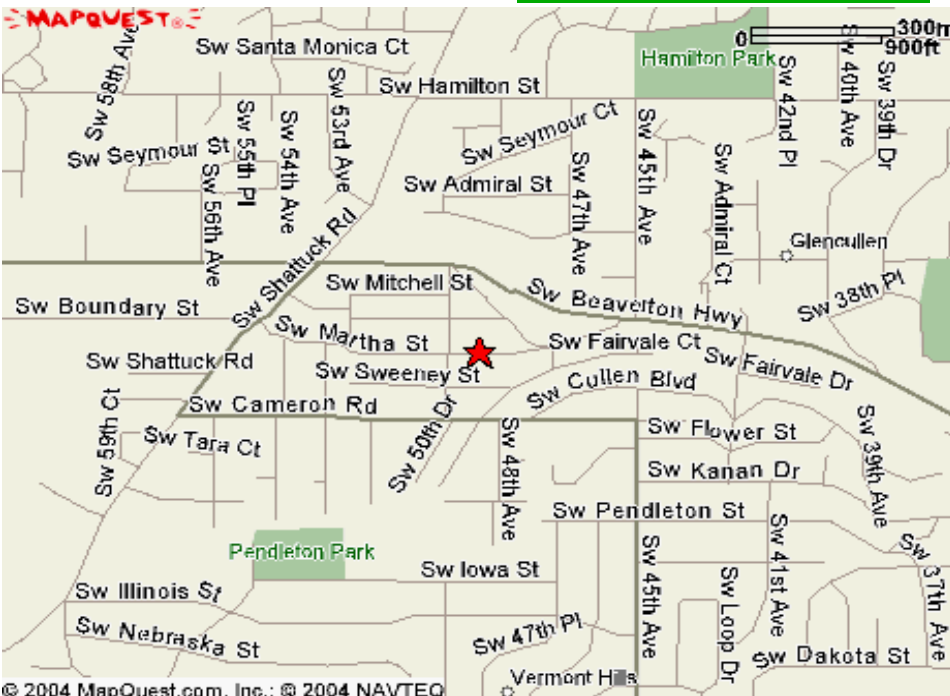 MAPQUEST®
0 300m
900ft
Sw Santa Monica Ct
Sw 58th Ave
Sw Hamilton St
Hamilton Park
Sw 40th Ave
Sw 42nd Pl
Sw 39th Dr
Sw 53rd Ave
Sw 55th Pl
Sw 54th Ave
Sw Seymour Ct
Sw Seymour St
Sw 45th Ave
Sw 47th Ave
Sw Admiral Ct
Sw Admiral St
Sw 56th Ave
Sw Shattuck Rd
Glencullen
Sw Mitchell St
Sw Beaverton Hwy
Sw 38th Pl
Sw Boundary St
Sw Martha St
Sw Fairvale Ct
Sw Fairvale Dr
Sw Shattuck Rd
Sw Sweeney St
Sw Cullen Blvd
Sw Cameron Rd
Sw 59th Ct
Sw 50th Dr
Sw Tara Ct
Sw 48th Ave
Sw Flower St
Sw 39th Ave
Sw Kanan Dr
Sw Pendleton St
Sw 41st Ave
Sw 37th Ave
Pendleton Park
Sw 45th Ave
Sw Iowa St
Sw Loop Dr
Sw Illinois St
Sw Nebraska St
Sw 47th Pl
Sw Dakota St
Vermont Hills
© 2004 MapQuest.com, Inc.; © 2004 NAVTEQ